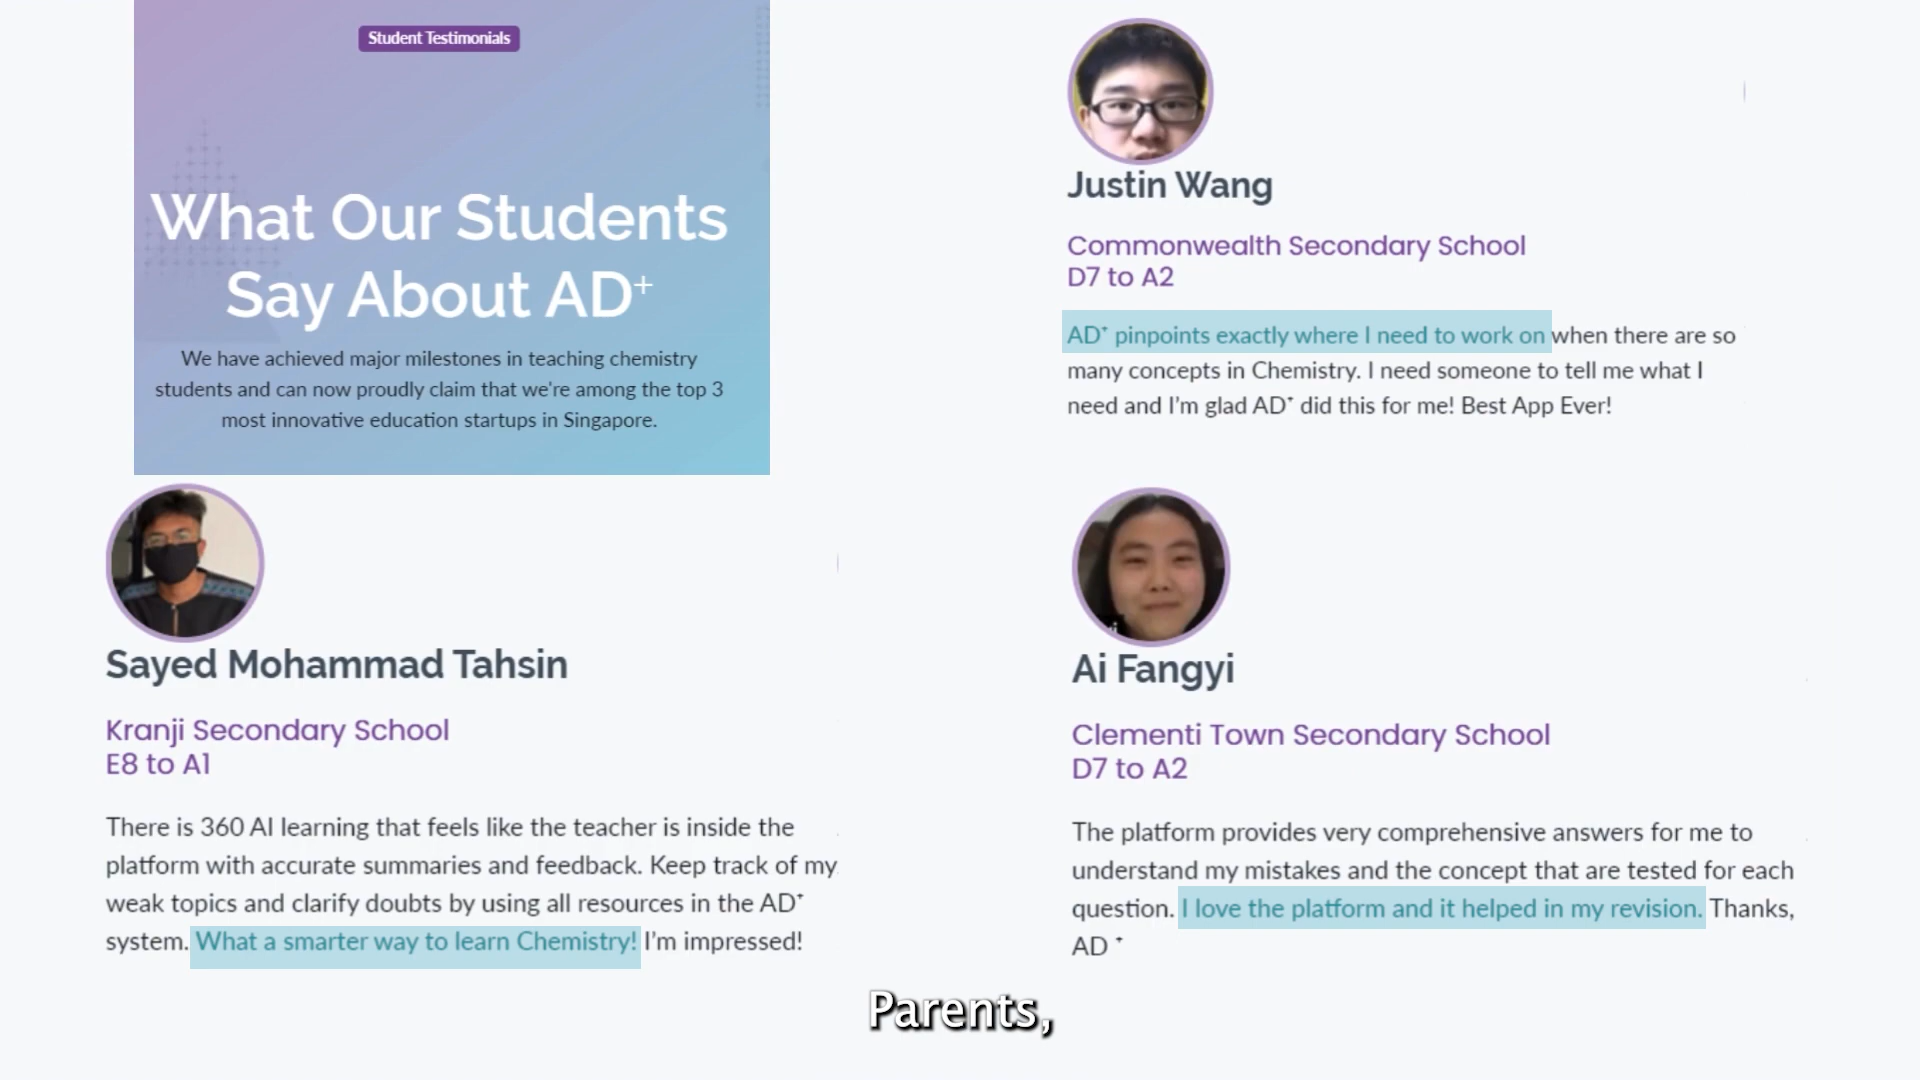 Student Testimonials
What Our Students
Say About AD⁺
We have achieved major milestones in teaching chemistry
students and can now proudly claim that we're among the top 3
most innovative education startups in Singapore.
Justin Wang
Commonwealth Secondary School
D7 to A2
AD⁺ pinpoints exactly where I need to work on when there are so
many concepts in Chemistry. I need someone to tell me what I
need and I'm glad AD⁺ did this for me! Best App Ever!
Sayed Mohammad Tahsin
Kranji Secondary School
E8 to A1
There is 360 AI learning that feels like the teacher is inside the
platform with accurate summaries and feedback. Keep track of my
weak topics and clarify doubts by using all resources in the AD⁺
system. What a smarter way to learn Chemistry! I'm impressed!
Ai Fangyi
Clementi Town Secondary School
D7 to A2
The platform provides very comprehensive answers for me to
understand my mistakes and the concept that are tested for each
question. I love the platform and it helped in my revision. Thanks,
AD ⁺
Parents,